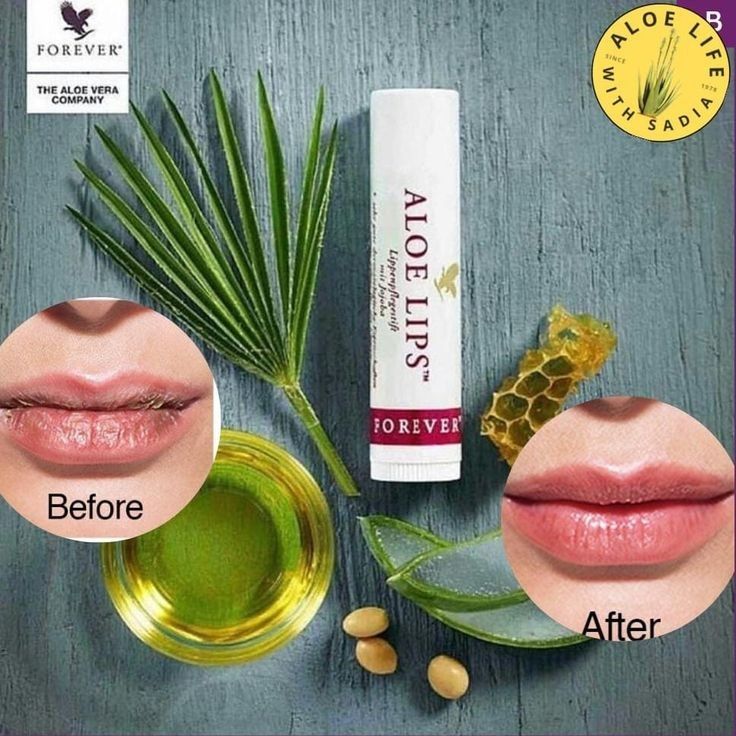 FOREVER®
THE ALOE VERA
COMPANY
B
ALOE LIFE
SINCE
1978
WITH SADIA
ALOE LIPS™
Lippenpflegestift
mit Jojoba
FOREVER®
Before
After